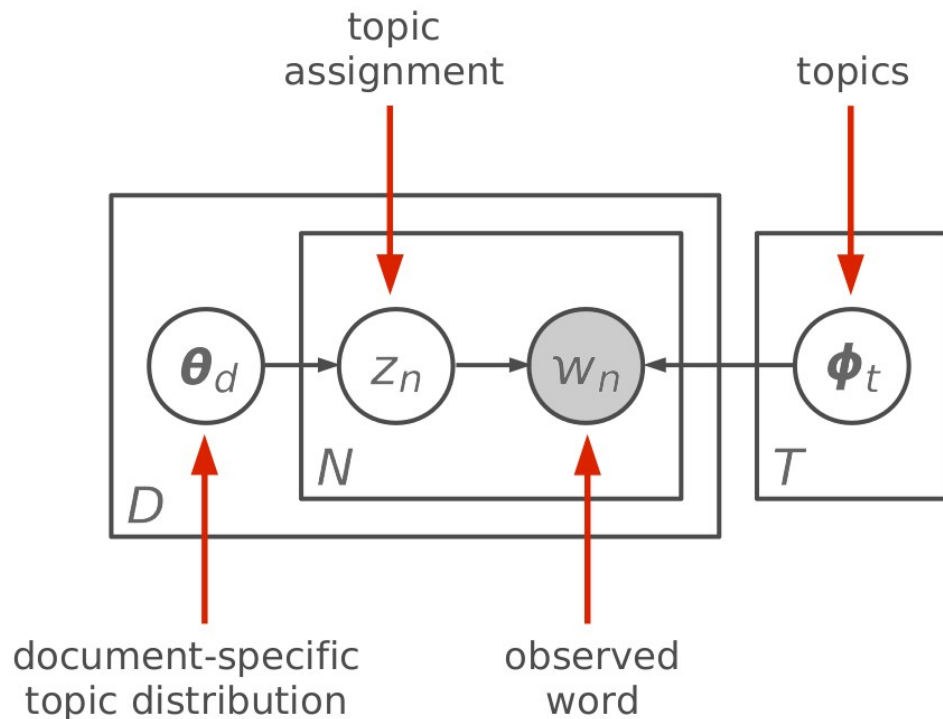 topic
assignment
topics
θd
zn
wn
ϕt
N
D
T
document-specific
topic distribution
observed
word